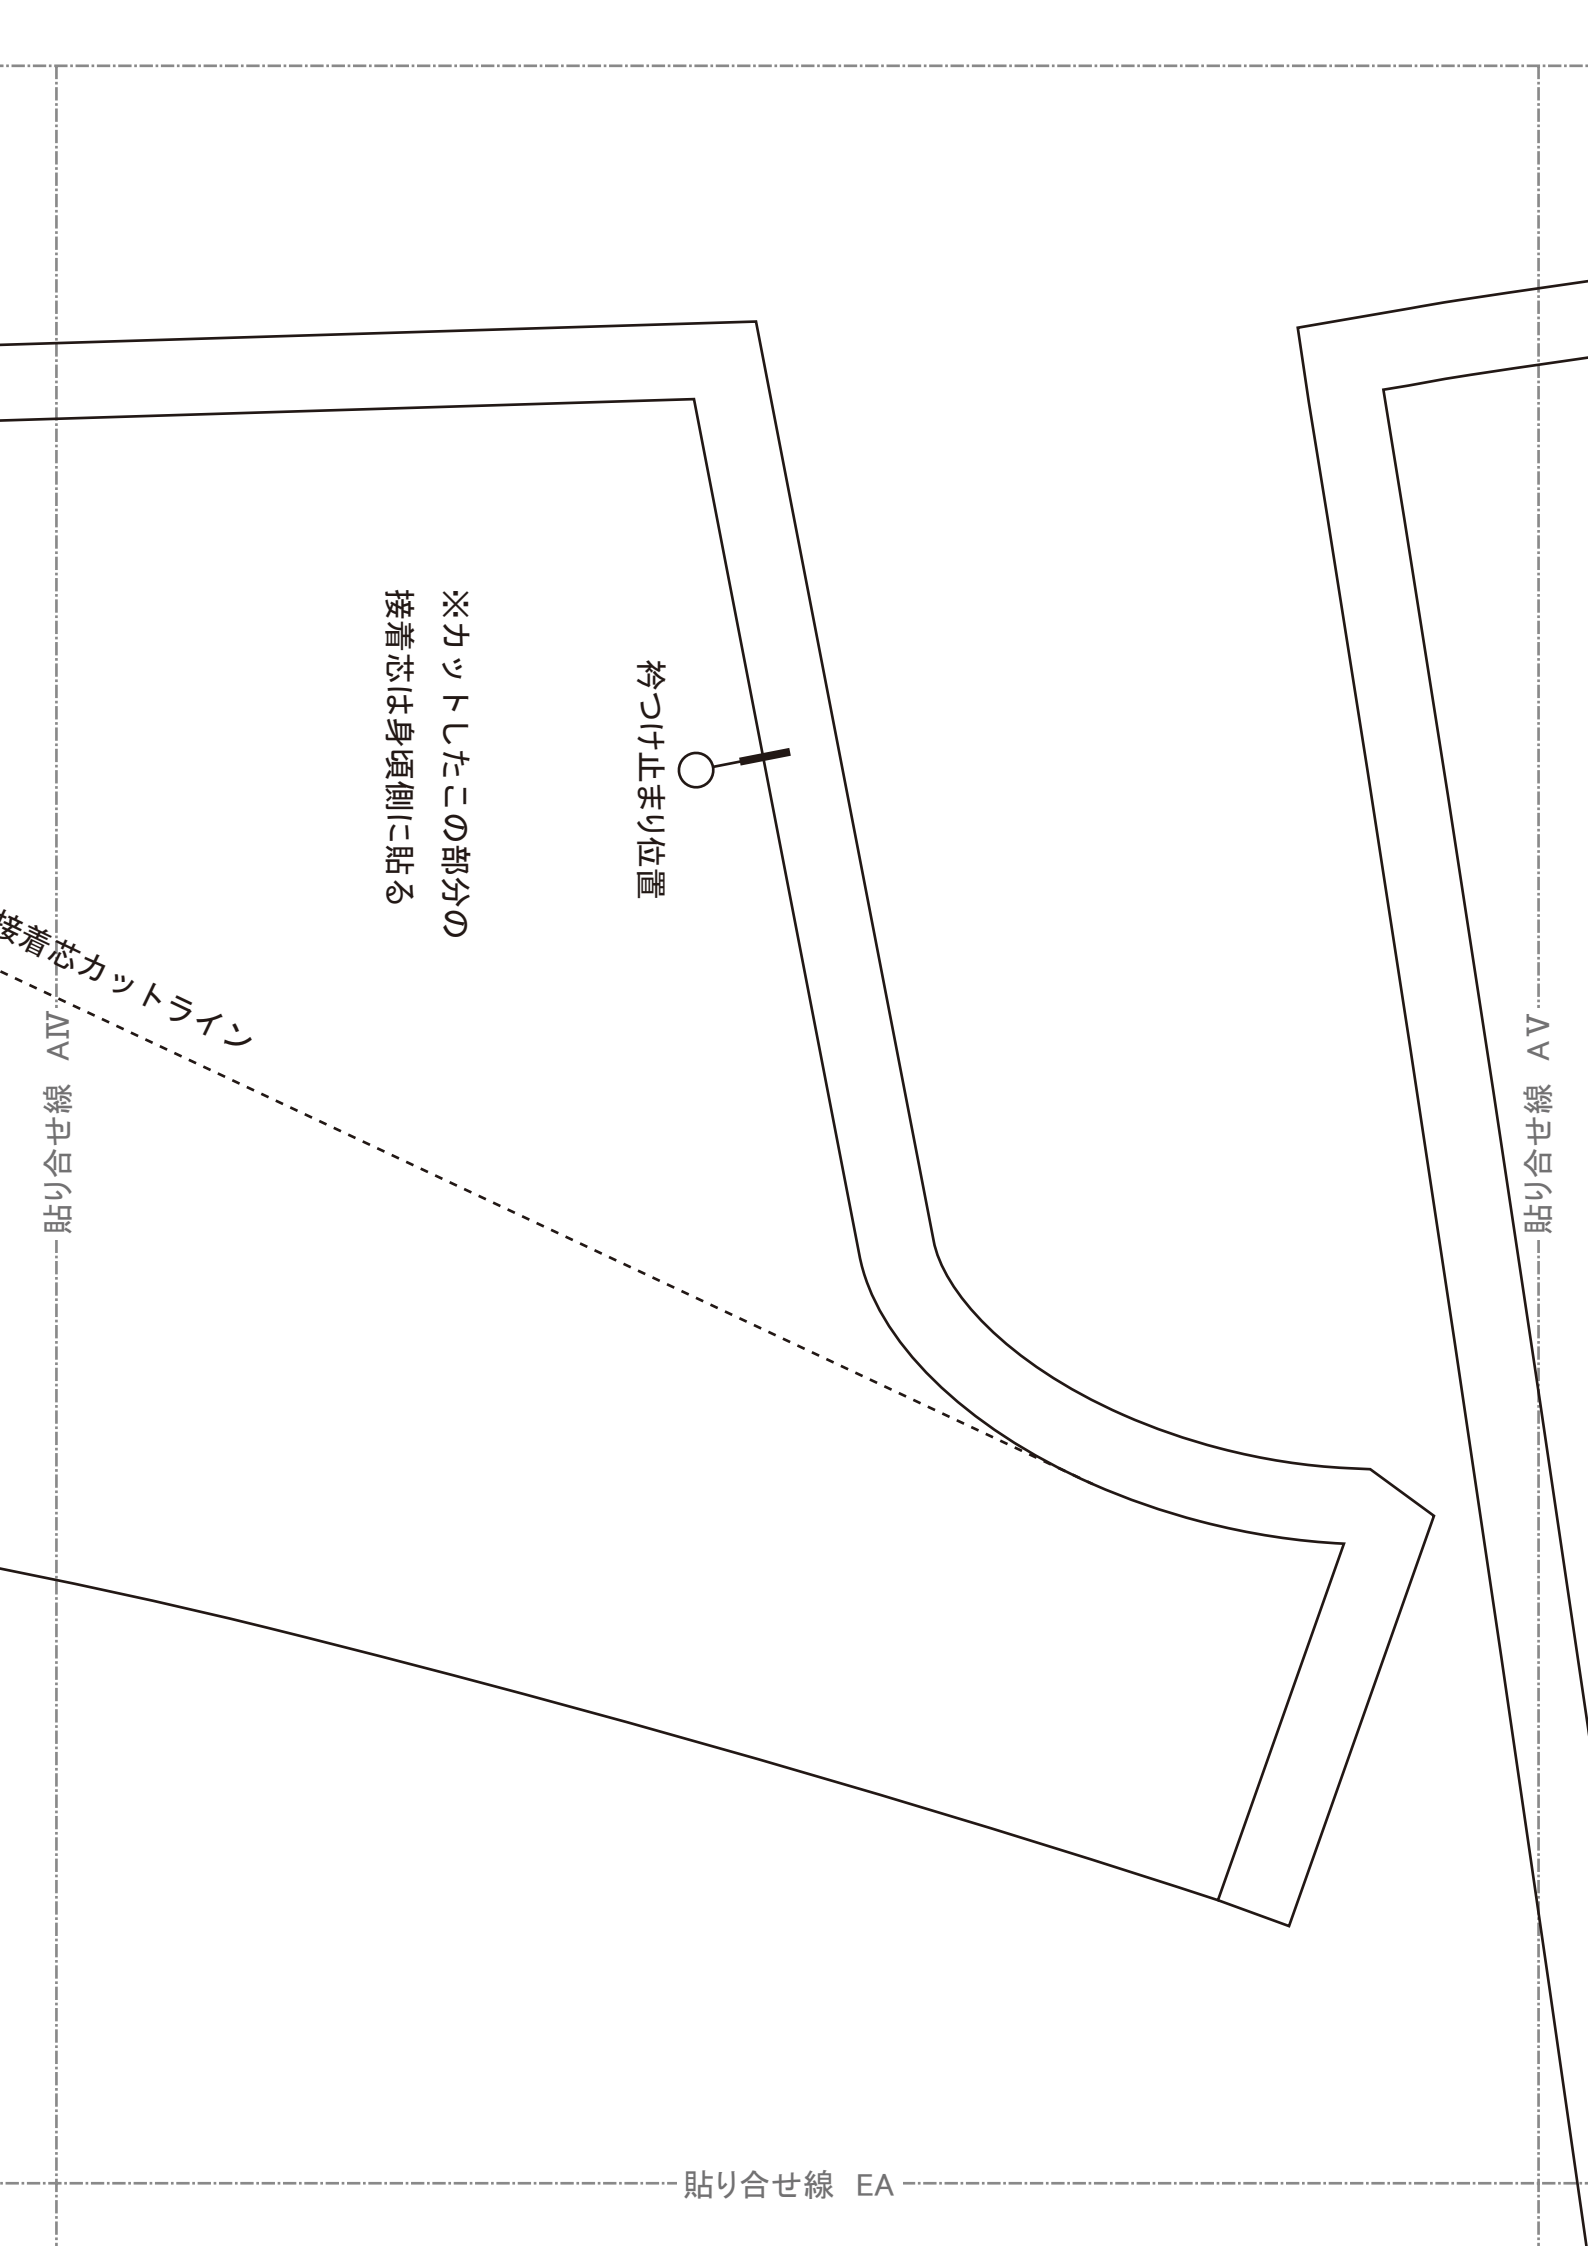 ※カットしたこの部分の
接着芯は身頃側に貼る
衿つけ止まり位置
接着芯カットライン
貼り合せ線 AⅣ
貼り合せ線 AⅤ
貼り合せ線 EA